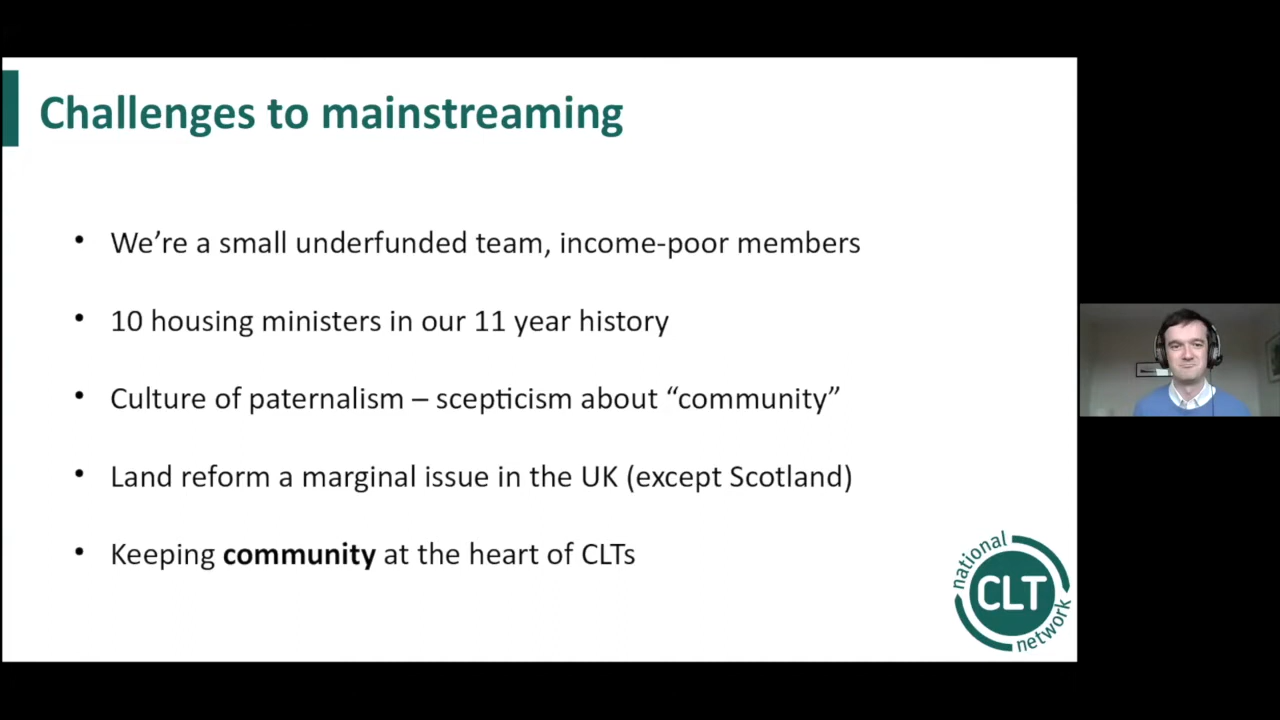 Challenges to mainstreaming
• We’re a small underfunded team, income-poor members
• 10 housing ministers in our 11 year history
• Culture of paternalism – scepticism about “community”
• Land reform a marginal issue in the UK (except Scotland)
• Keeping community at the heart of CLTs
national
CLT
network